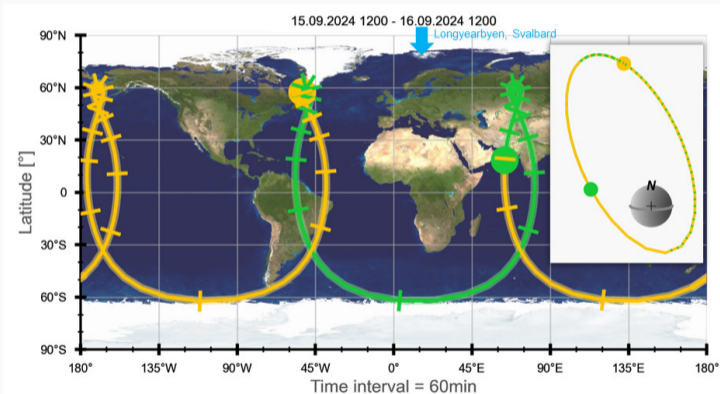 15.09.2024 1200 - 16.09.2024 1200
Longyearbyen, Svalbard
90°N
60°N
30°N
0
30°S
60°S
90°S
Latitude [°]
N
180° 135°W 90°W 45°W 0° 45°E 90°E 135°E 180°
Time interval = 60min